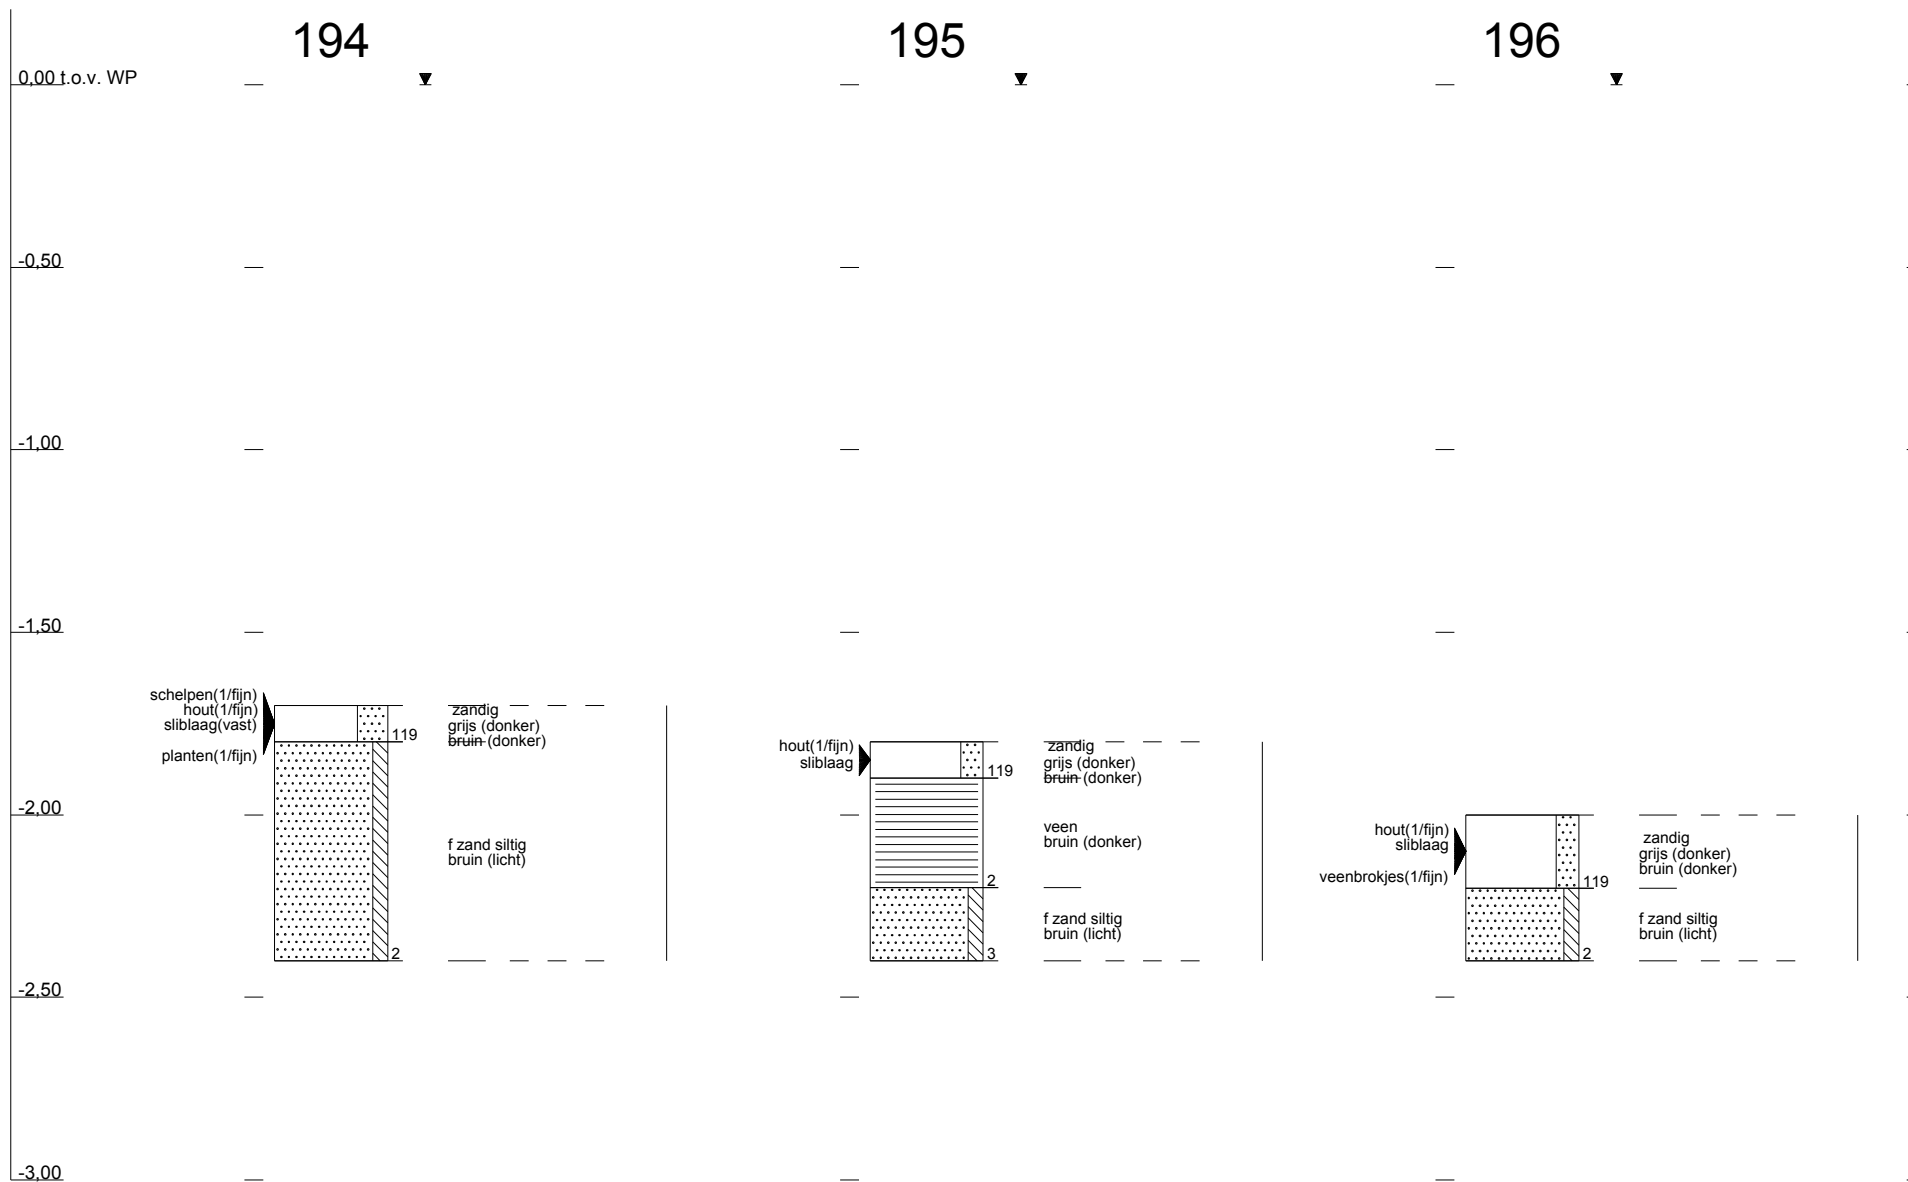 194
195
196
0,00 t.o.v. WP
-0,50
-1,00
-1,50
-2,00
-2,50
-3,00
schelpen(1/fijn)
hout(1/fijn)
sliblaag(vast)
planten(1/fijn)
119
2
zandig
grijs (donker)
bruin (donker)
f zand siltig
bruin (licht)
hout(1/fijn)
sliblaag
119
2
3
zandig
grijs (donker)
bruin (donker)
veen
bruin (donker)
f zand siltig
bruin (licht)
hout(1/fijn)
sliblaag
veenbrokjes(1/fijn)
119
2
zandig
grijs (donker)
bruin (donker)
f zand siltig
bruin (licht)